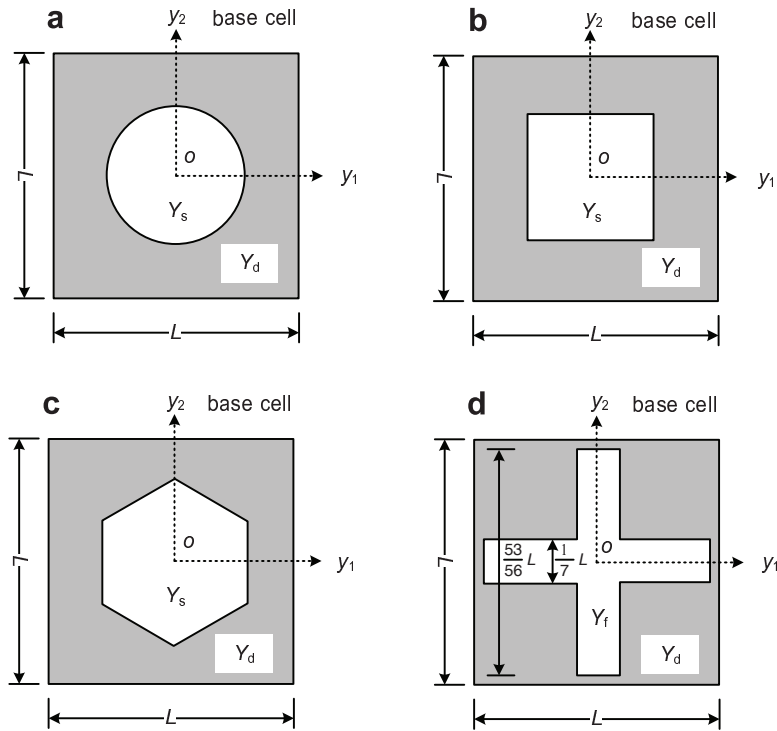 a
y2 base cell
L
o
y1
Ys
Yd
L
b
y2 base cell
L
o
y1
Ys
Yd
L
c
y2 base cell
L
o
y1
Ys
Yd
L
d
y2 base cell
L
53/56 L
1/7 L
o
y1
Yf
Yd
L